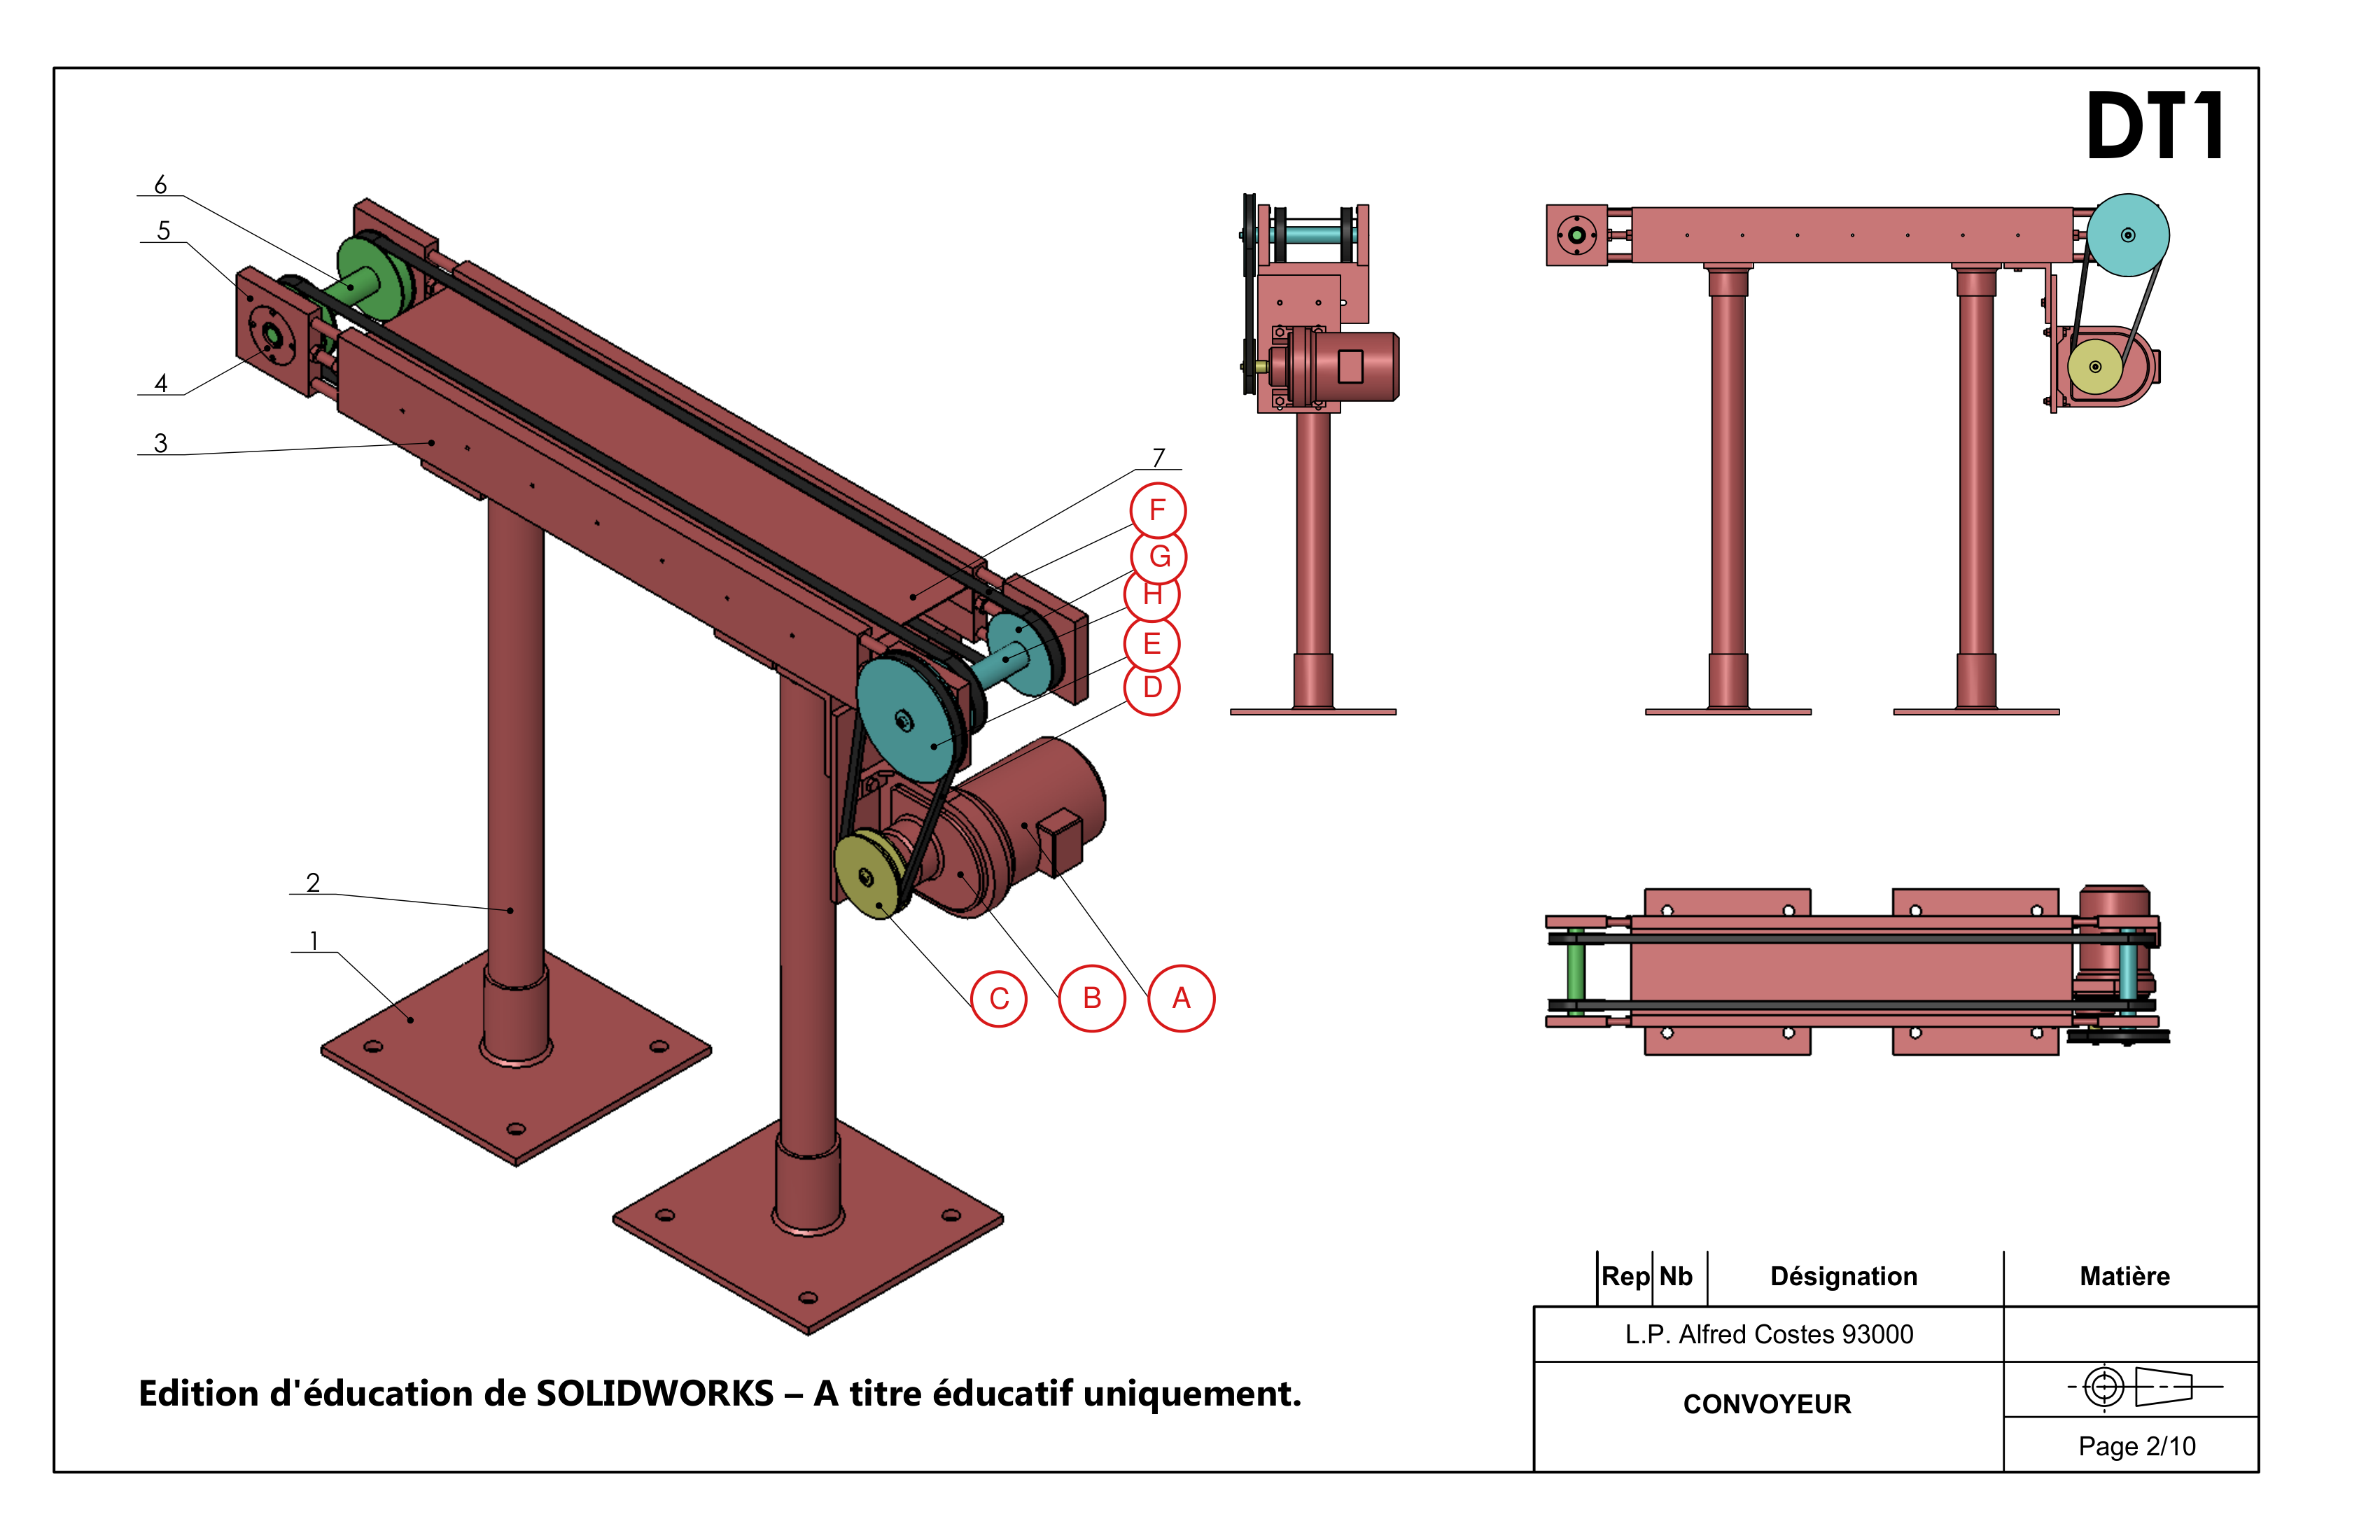 DT1
6
5
4
3
7
F
G
H
E
D
2
1
C
B
A
Rep Nb Désignation Matière
L.P. Alfred Costes 93000
CONVOYEUR
Page 2/10
Edition d'éducation de SOLIDWORKS – A titre éducatif uniquement.